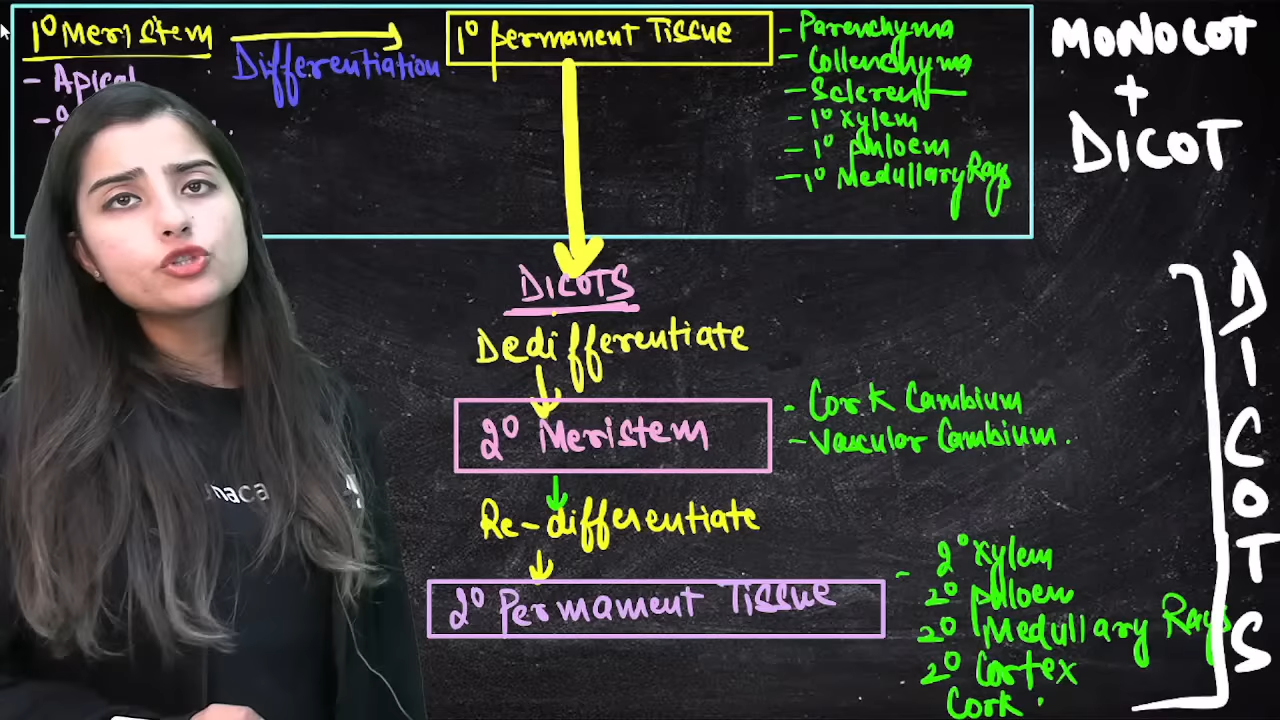 1° Meristem
Differentiation
1° permanent Tissue
- Apical
- Parenchyma
- Collenchyma
- Scleren
- 1° xylem
- 1° phloem
- 1° Medullary Rays
MONOCOT
+
DICOT
DICOTS
Dedifferentiate
2° Meristem
- Cork Cambium
- Vascular Cambium.
Re-differentiate
2° Permament Tissue
- 2° xylem
2° phloem
2° Medullary Rays
2° Cortex
Cork.
DICOTS